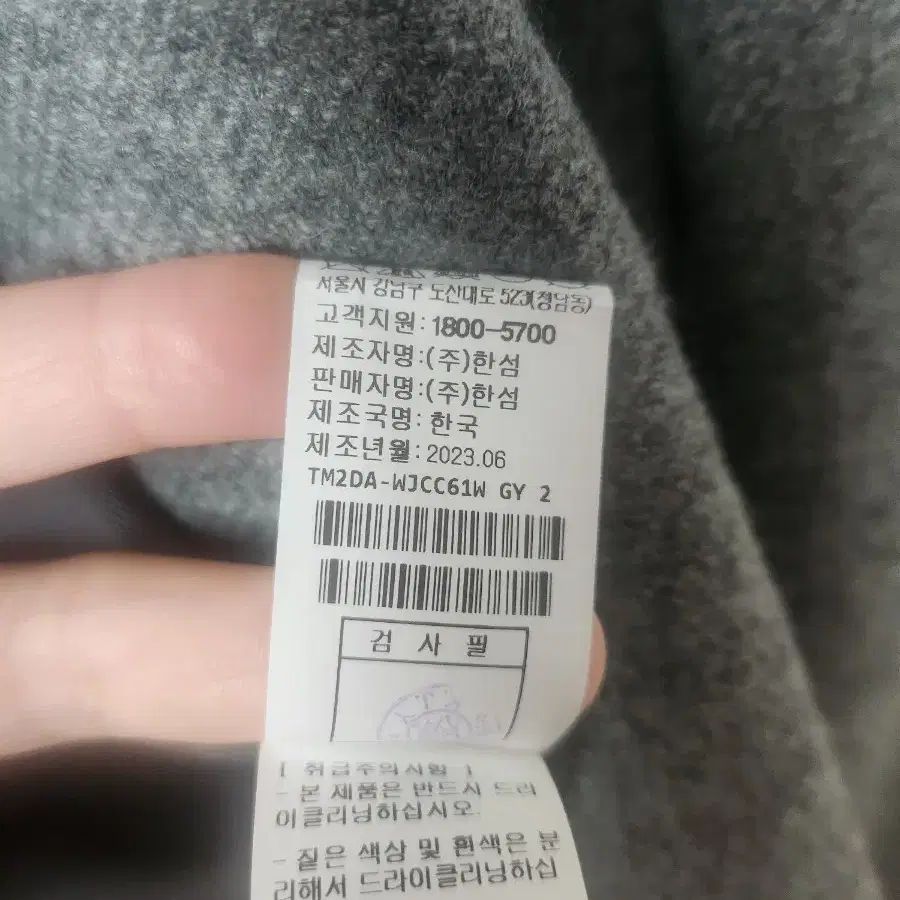 서울시 강남구 도산대로 523(청담동)
고객지원: 1800-5700
제조자명:(주)한섬
판매자명:(주)한섬
제조국명: 한국
제조년월: 2023.06
TM2DA-WJCC61W GY 2
검 사 필
[ 취급주의사항 ]
- 본 제품은 반드시 드라
이클리닝하십시오.
- 짙은 색상 및 흰색은 분
리해서 드라이클리닝하십